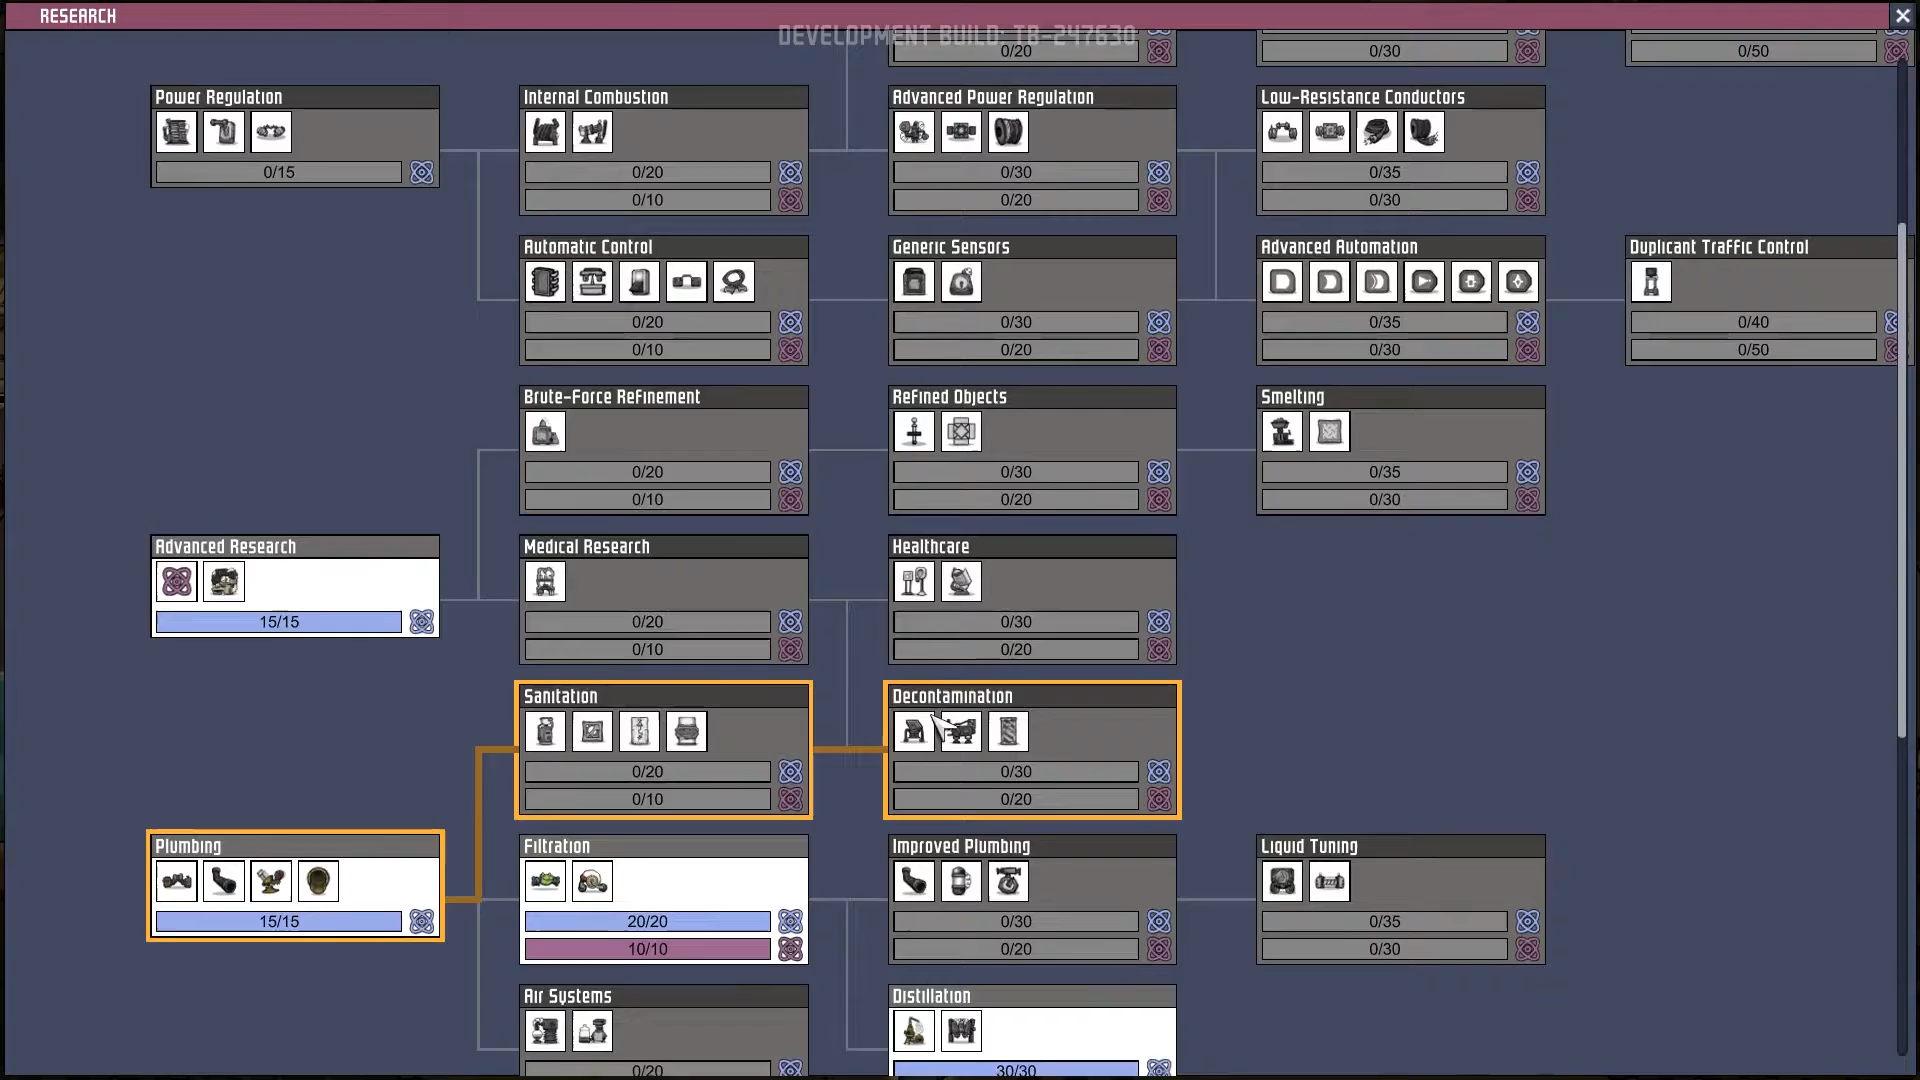 RESEARCH
DEVELOPMENT BUILD: TB-247630
0/20
0/30
0/50
Power Regulation
0/15
Internal Combustion
0/20
0/10
Advanced Power Regulation
0/30
0/20
Low-Resistance Conductors
0/35
0/30
Automatic Control
0/20
0/10
Generic Sensors
0/30
0/20
Advanced Automation
0/35
0/30
Duplicant Traffic Control
0/40
0/50
Brute-Force Refinement
0/20
0/10
Refined Objects
0/30
0/20
Smelting
0/35
0/30
Advanced Research
15/15
Medical Research
0/20
0/10
Healthcare
0/30
0/20
Sanitation
0/20
0/10
Decontamination
0/30
0/20
Plumbing
15/15
Filtration
20/20
10/10
Improved Plumbing
0/30
0/20
Liquid Tuning
0/35
0/30
Air Systems
0/20
Distillation
30/30